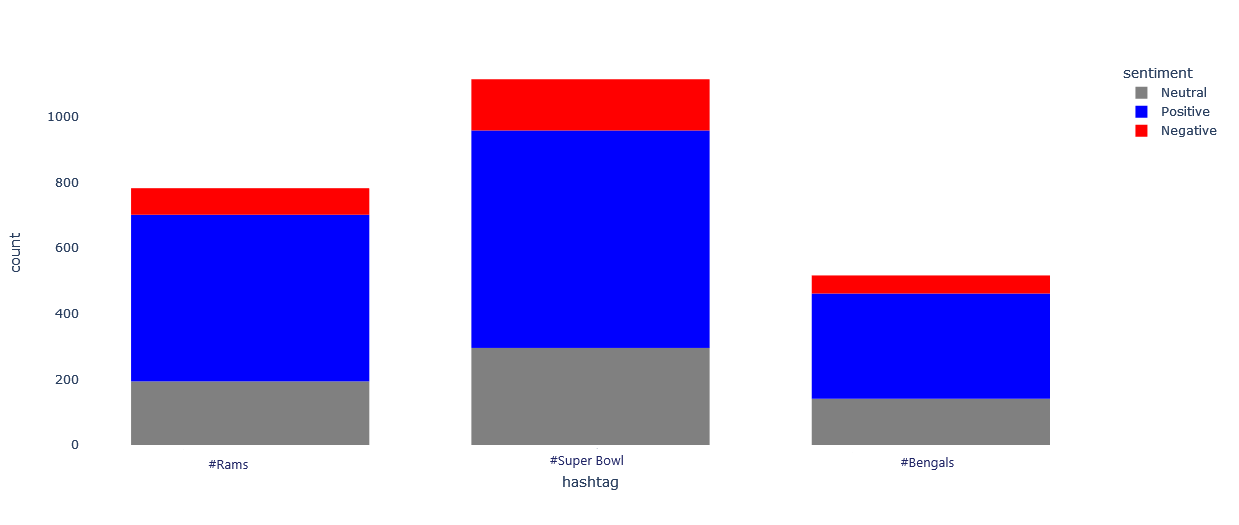 sentiment
Neutral
Positive
Negative
1000
800
600
400
200
0
count
#Rams
#Super Bowl
#Bengals
hashtag